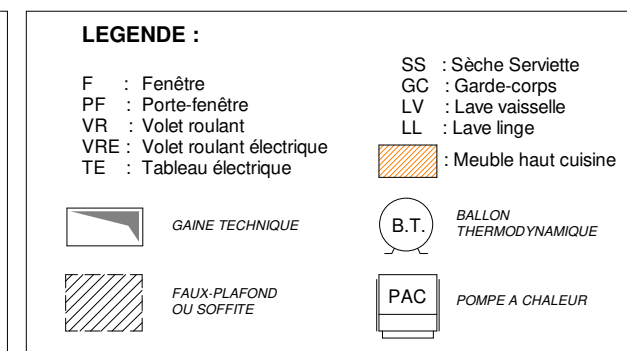 LEGENDE :
F : Fenêtre
PF : Porte-fenêtre
VR : Volet roulant
VRE : Volet roulant électrique
TE : Tableau électrique
SS : Sèche Serviette
GC : Garde-corps
LV : Lave vaisselle
LL : Lave linge
: Meuble haut cuisine
GAINE TECHNIQUE
B.T.
BALLON
THERMODYNAMIQUE
FAUX-PLAFOND
OU SOFFITE
PAC
POMPE A CHALEUR